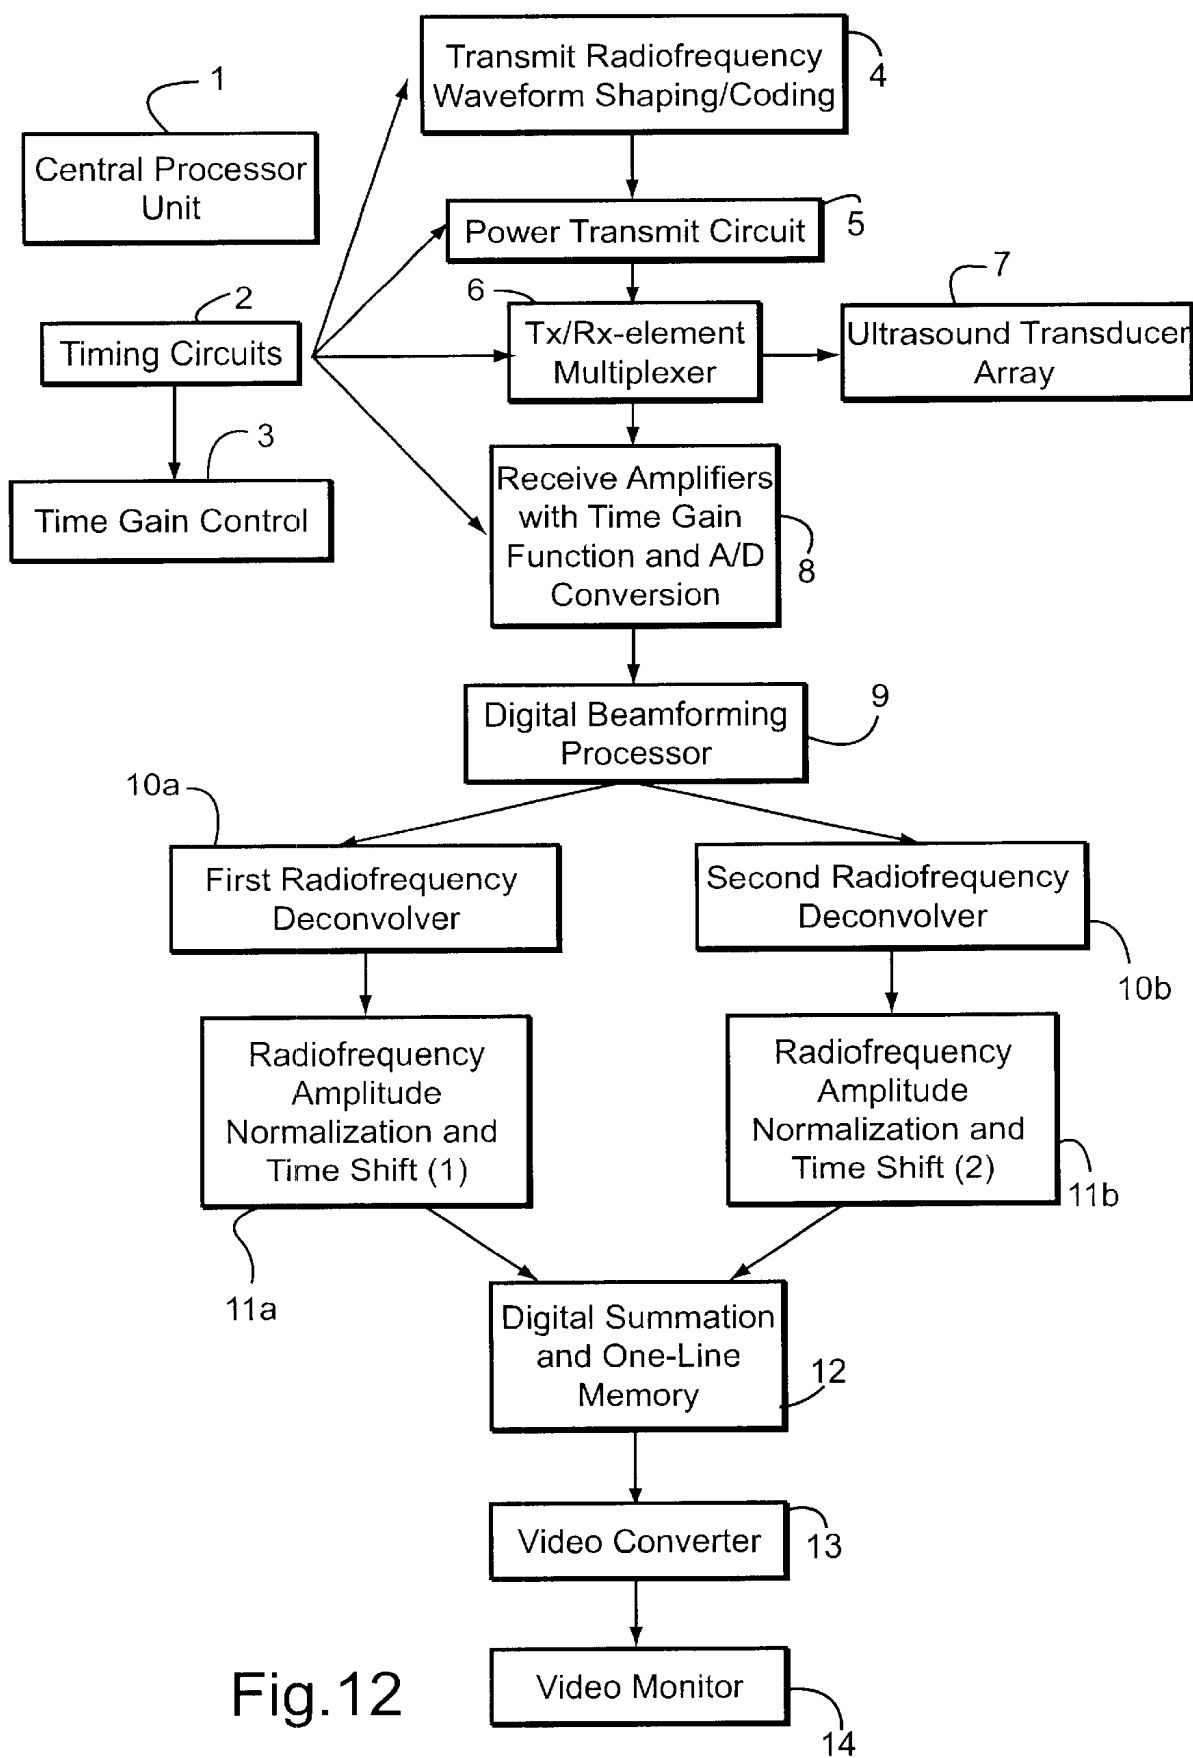 Transmit Radiofrequency
Waveform Shaping/Coding
4
1
Central Processor
Unit
Power Transmit Circuit
5
2
Timing Circuits
6
Tx/Rx-element
Multiplexer
7
Ultrasound Transducer
Array
3
Time Gain Control
Receive Amplifiers
with Time Gain
Function and A/D
Conversion
8
Digital Beamforming
Processor
9
10a
First Radiofrequency
Deconvolver
Second Radiofrequency
Deconvolver
10b
Radiofrequency
Amplitude
Normalization and
Time Shift (1)
11a
Radiofrequency
Amplitude
Normalization and
Time Shift (2)
11b
Digital Summation
and One-Line
Memory
12
Video Converter
13
Video Monitor
14
Fig.12